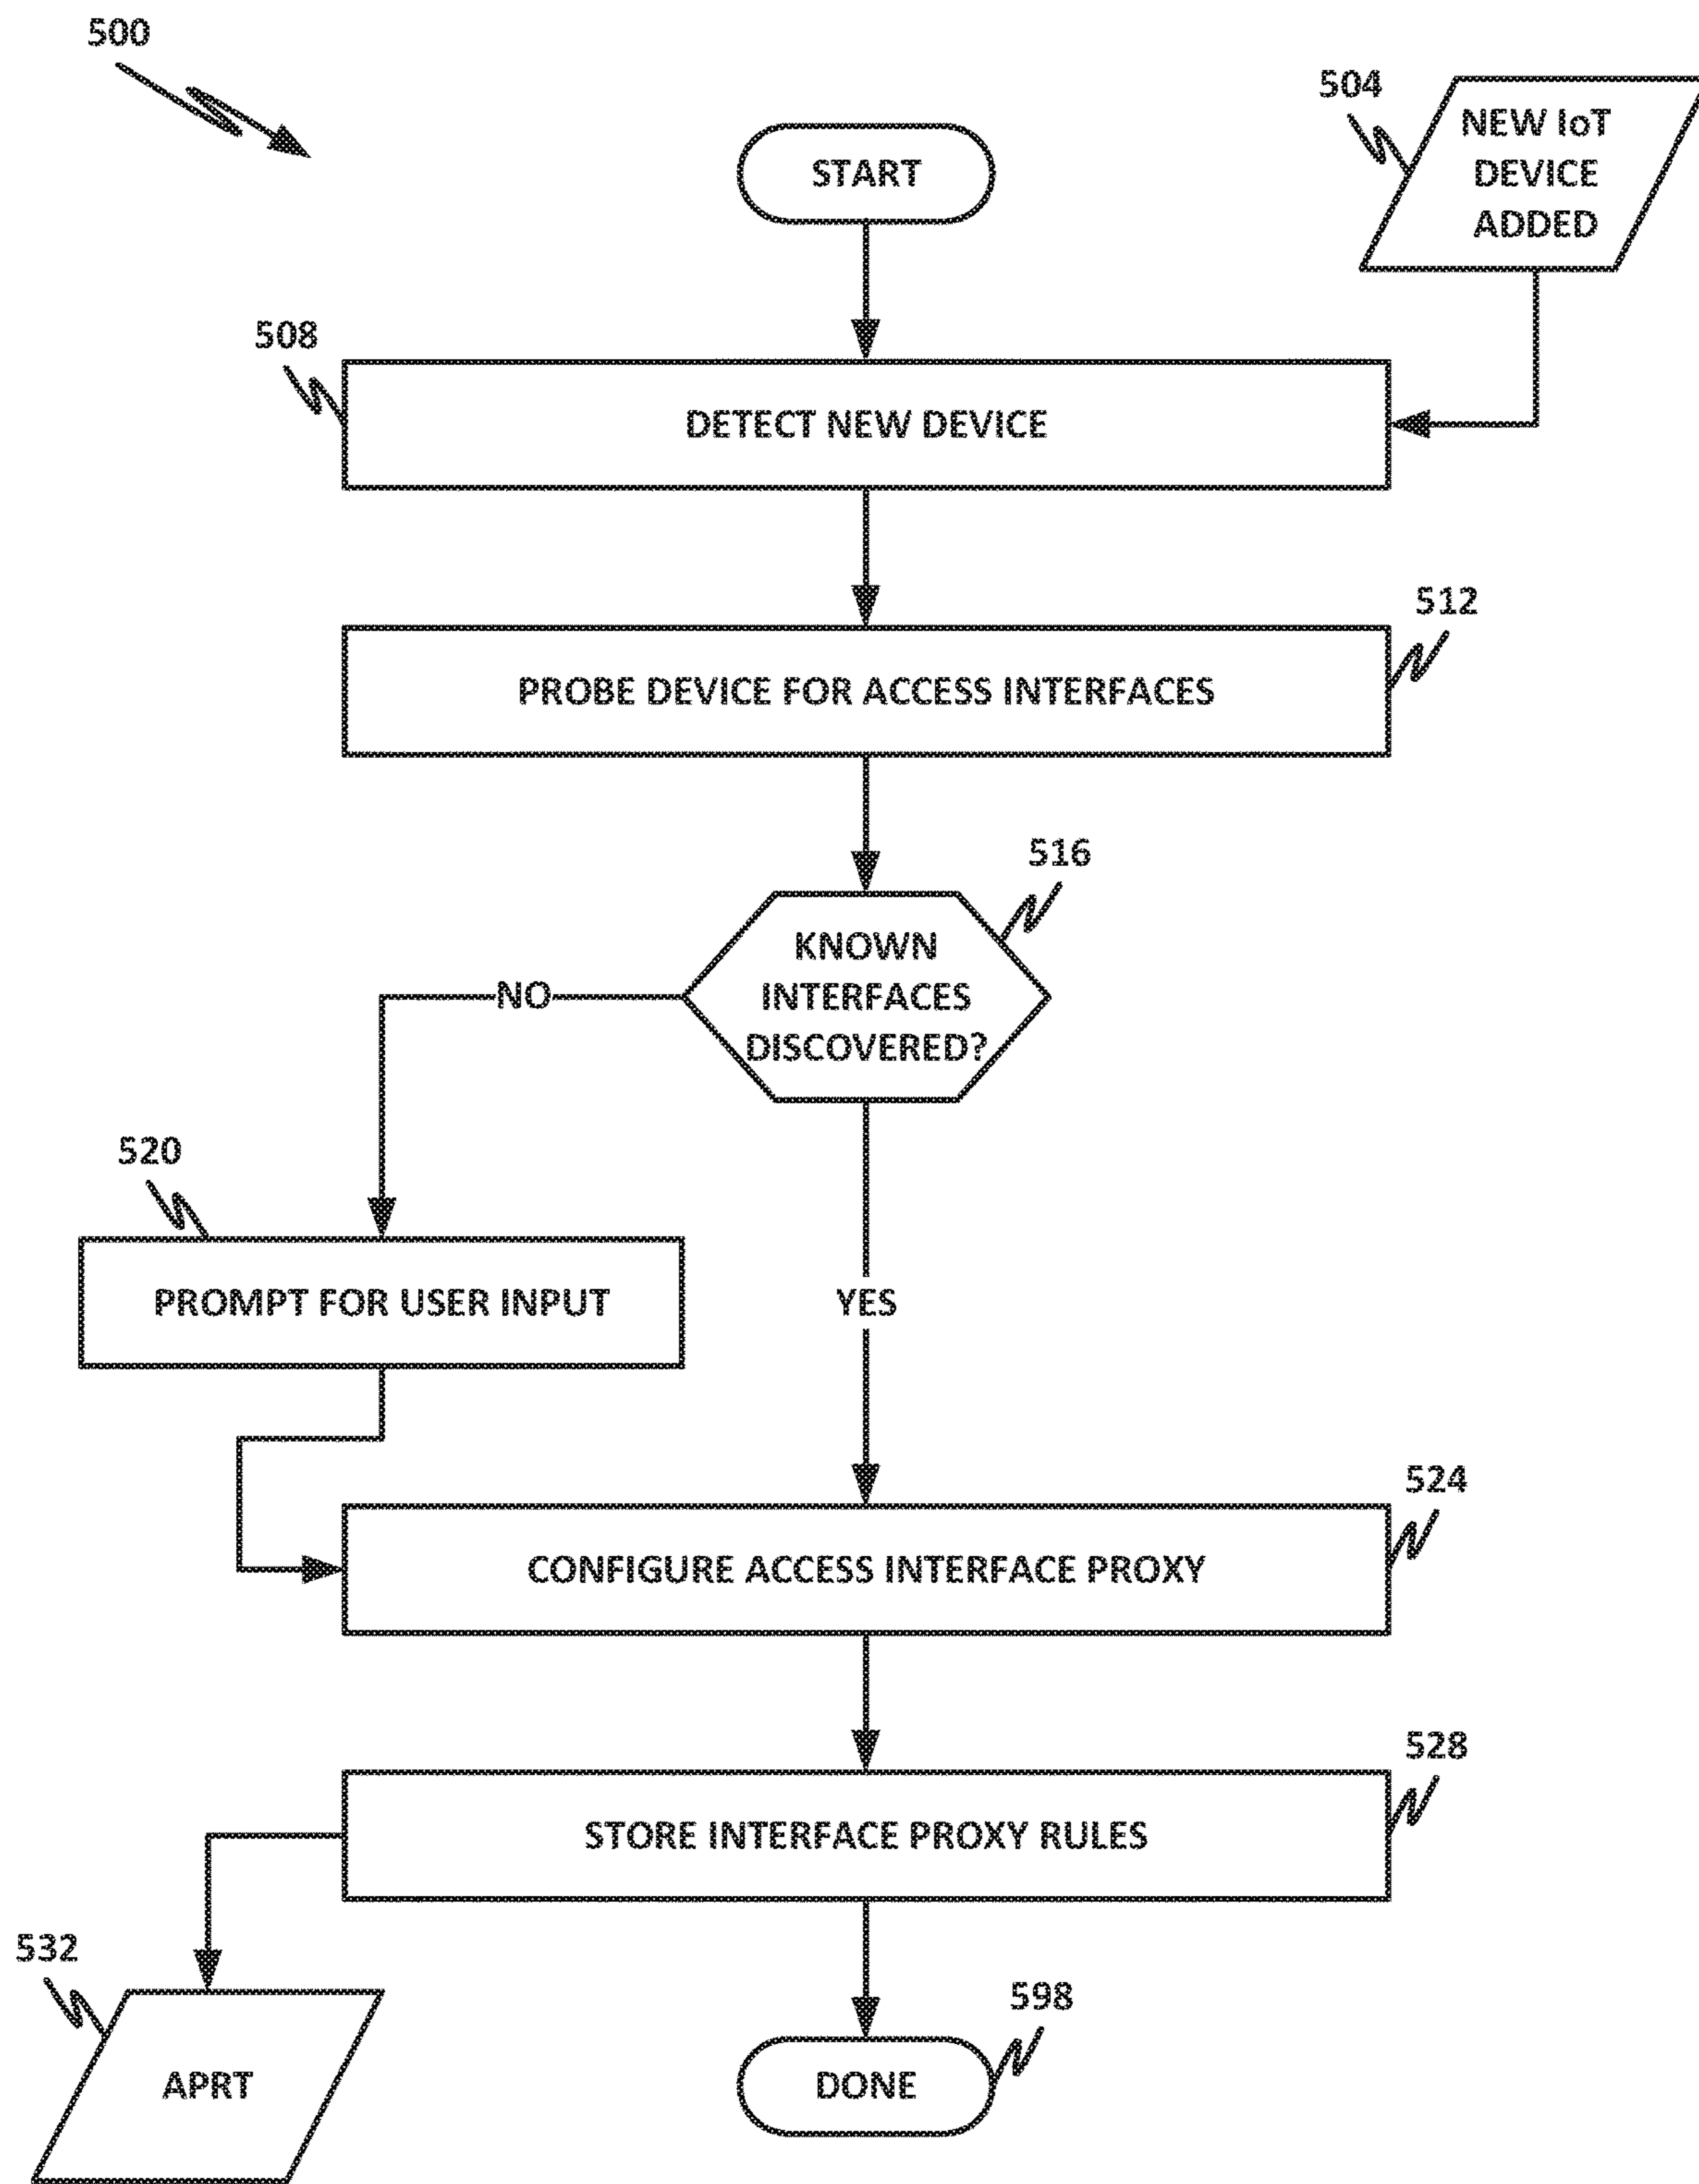 500
504
NEW IoT
DEVICE
ADDED
START
508
DETECT NEW DEVICE
512
PROBE DEVICE FOR ACCESS INTERFACES
516
KNOWN
INTERFACES
DISCOVERED?
NO
520
PROMPT FOR USER INPUT
YES
524
CONFIGURE ACCESS INTERFACE PROXY
528
STORE INTERFACE PROXY RULES
532
APRT
598
DONE